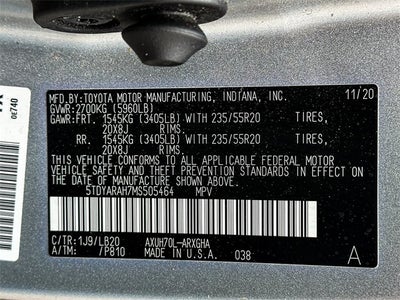 MFD.BY:TOYOTA MOTOR MANUFACTURING, INDIANA, INC. 11/20
GVWR:2700KG (5960LB)
GAWR:FRT. 1545KG (3405LB) WITH 235/55R20 TIRES,
20X8J RIMS,
RR. 1545KG (3405LB) WITH 235/55R20 TIRES,
20X8J RIMS.
THIS VEHICLE CONFORMS TO ALL APPLICABLE FEDERAL MOTOR
VEHICLE SAFETY AND THEFT PREVENTION STANDARDS IN EFFECT
ON THE DATE OF MANUFACTURE SHOWN ABOVE.
5TDYARAH7MS505464 MPV
C/TR:1J9/LB20 AXUH70L-ARXGHA
A/TM: /P810 MADE IN U.S.A. 038 A
0E740